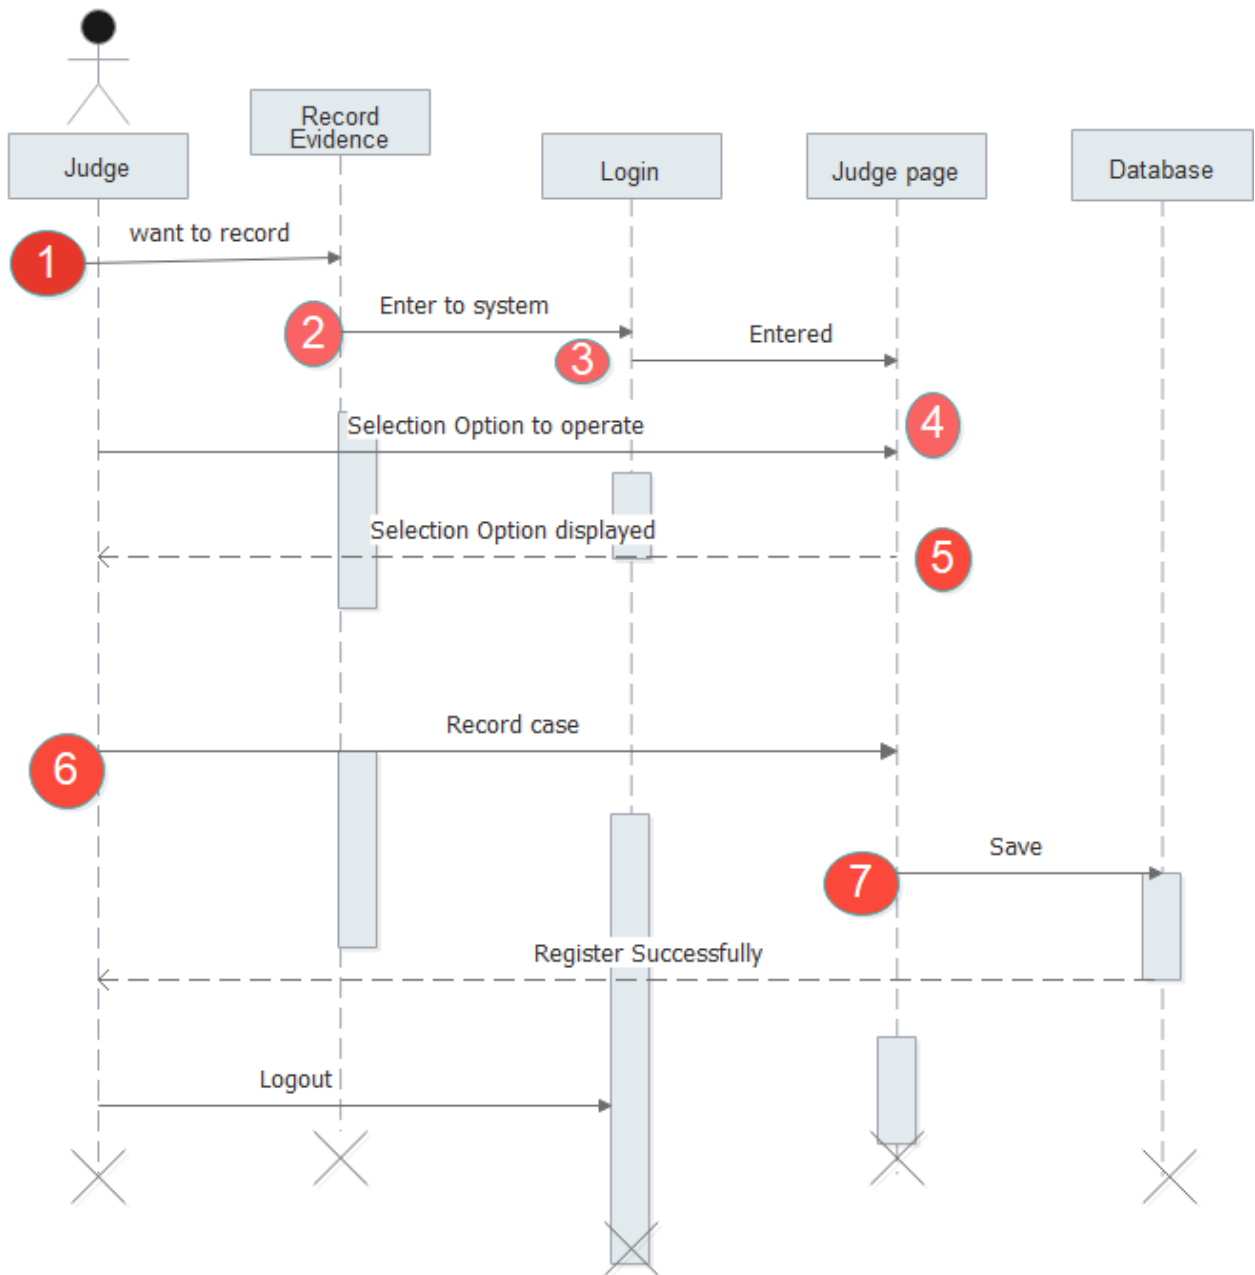 Record
Evidence
Judge
Login
Judge page
Database
want to record
1
Enter to system
2
Entered
3
Selection Option to operate
4
Selection Option displayed
5
Record case
6
Save
7
Register Successfully
Logout